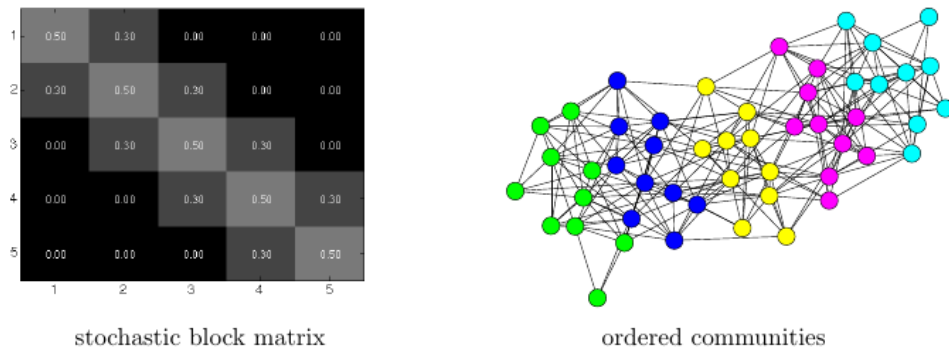 1 0.50 0.30 0.00 0.00 0.00
2 0.30 0.50 0.30 0.00 0.00
3 0.00 0.30 0.50 0.30 0.00
4 0.00 0.00 0.30 0.50 0.30
5 0.00 0.00 0.00 0.30 0.50
1 2 3 4 5
stochastic block matrix
ordered communities